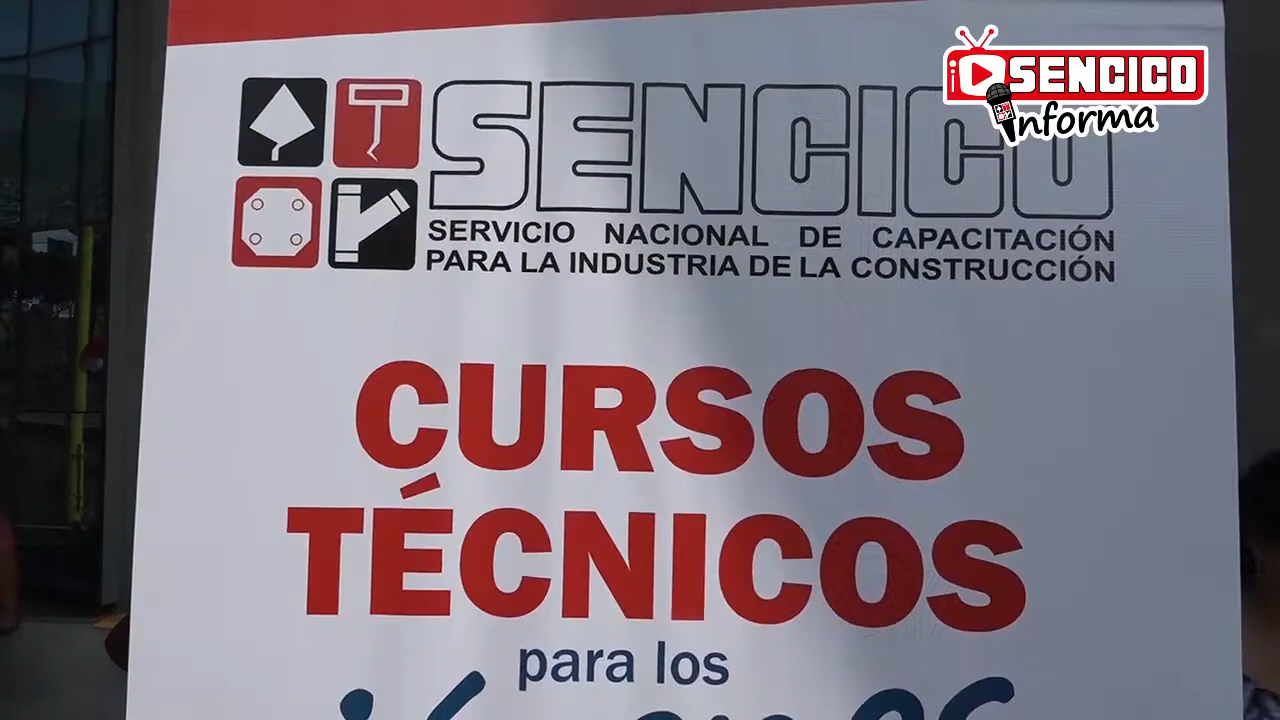 SENCICO
informa
SENCICO
SERVICIO NACIONAL DE CAPACITACIÓN
PARA LA INDUSTRIA DE LA CONSTRUCCIÓN
CURSOS
TÉCNICOS
para los